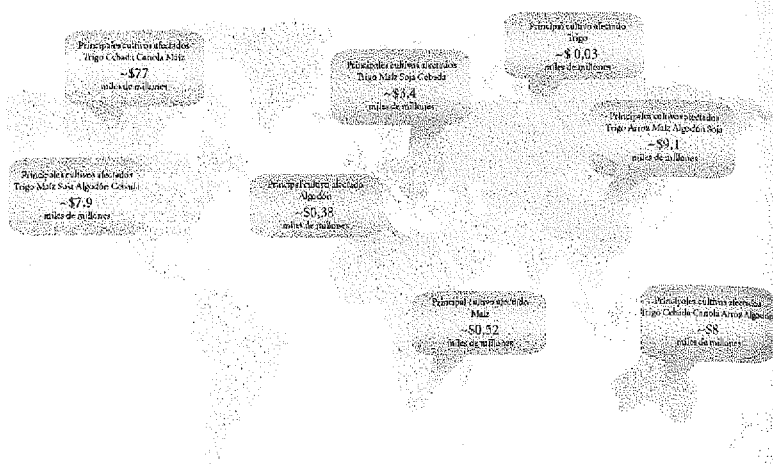 Principal cultivo afectado
Trigo
~$ 0,03
miles de millones
Principales cultivos afectados
Trigo Cebada Canola Maíz
~$77
miles de millones
Principales cultivos afectados
Trigo Maíz Soja Cebada
~$3,4
miles de millones
Principales cultivos afectados
Trigo Arroz Maíz Algodón Soja
~$9,1
miles de millones
Principales cultivos afectados
Trigo Maíz Soja Algodón Cebada
~$7.9
miles de millones
Principal cultivo afectado
Algodón
~$0,38
miles de millones
Principal cultivo afectado
Maíz
~$0,52
miles de millones
Principales cultivos afectados
Trigo Cebada Canola Arroz Algodón
~$8
miles de millones